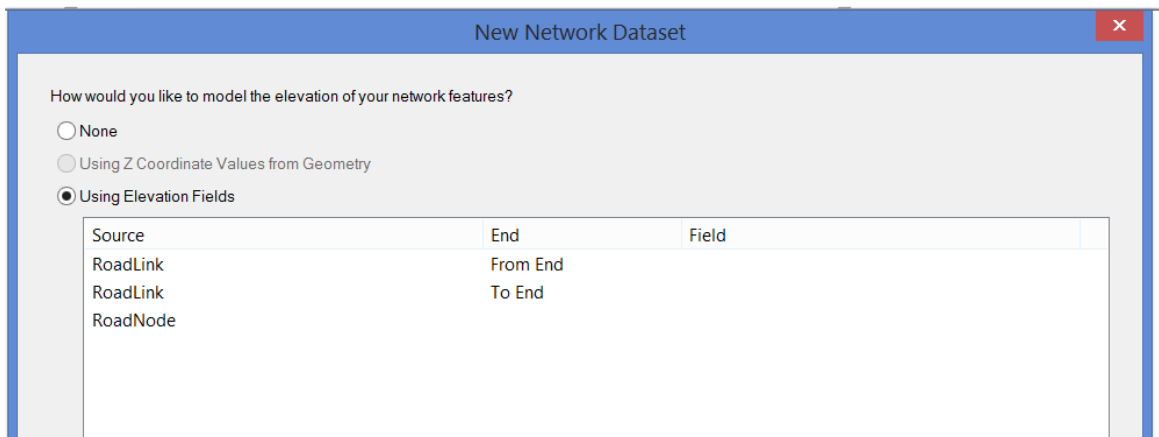 New Network Dataset
How would you like to model the elevation of your network features?
None
Using Z Coordinate Values from Geometry
Using Elevation Fields
Source End Field
RoadLink From End
RoadLink To End
RoadNode